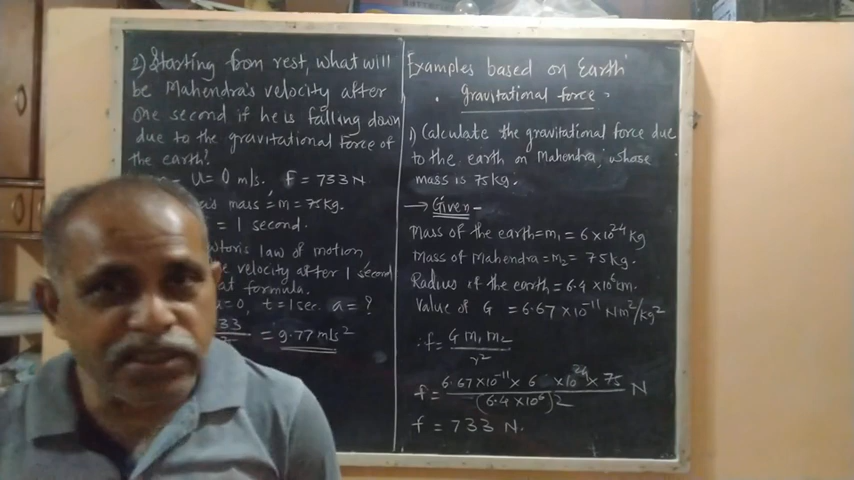 2) Starting from rest, what will
be Mahendra's velocity after
one second if he is falling down
due to the gravitational force of
the earth?
U = 0 m/s. , f = 733 N
mass = m = 75 kg.
= 1 second.
law of motion
velocity after 1 second
at formula.
u = 0, t = 1 sec. a = ?
33
= 9.77 m/s²
Examples based on Earth'
gravitational force :
1) Calculate the gravitational force due
to the earth on Mahendra, whose
mass is 75 kg.
→ Given -
Mass of the earth = m₁ = 6 × 10²⁴ kg
Mass of Mahendra = m₂ = 75 kg.
Radius of the earth = 6.4 × 10⁶ m.
Value of G = 6.67 × 10⁻¹¹ Nm²/kg²
∴ f = G m₁ m₂
r²
f = 6.67 × 10⁻¹¹ × 6 × 10²⁴ × 75 N
(6.4 × 10⁶) 2
f = 733 N.